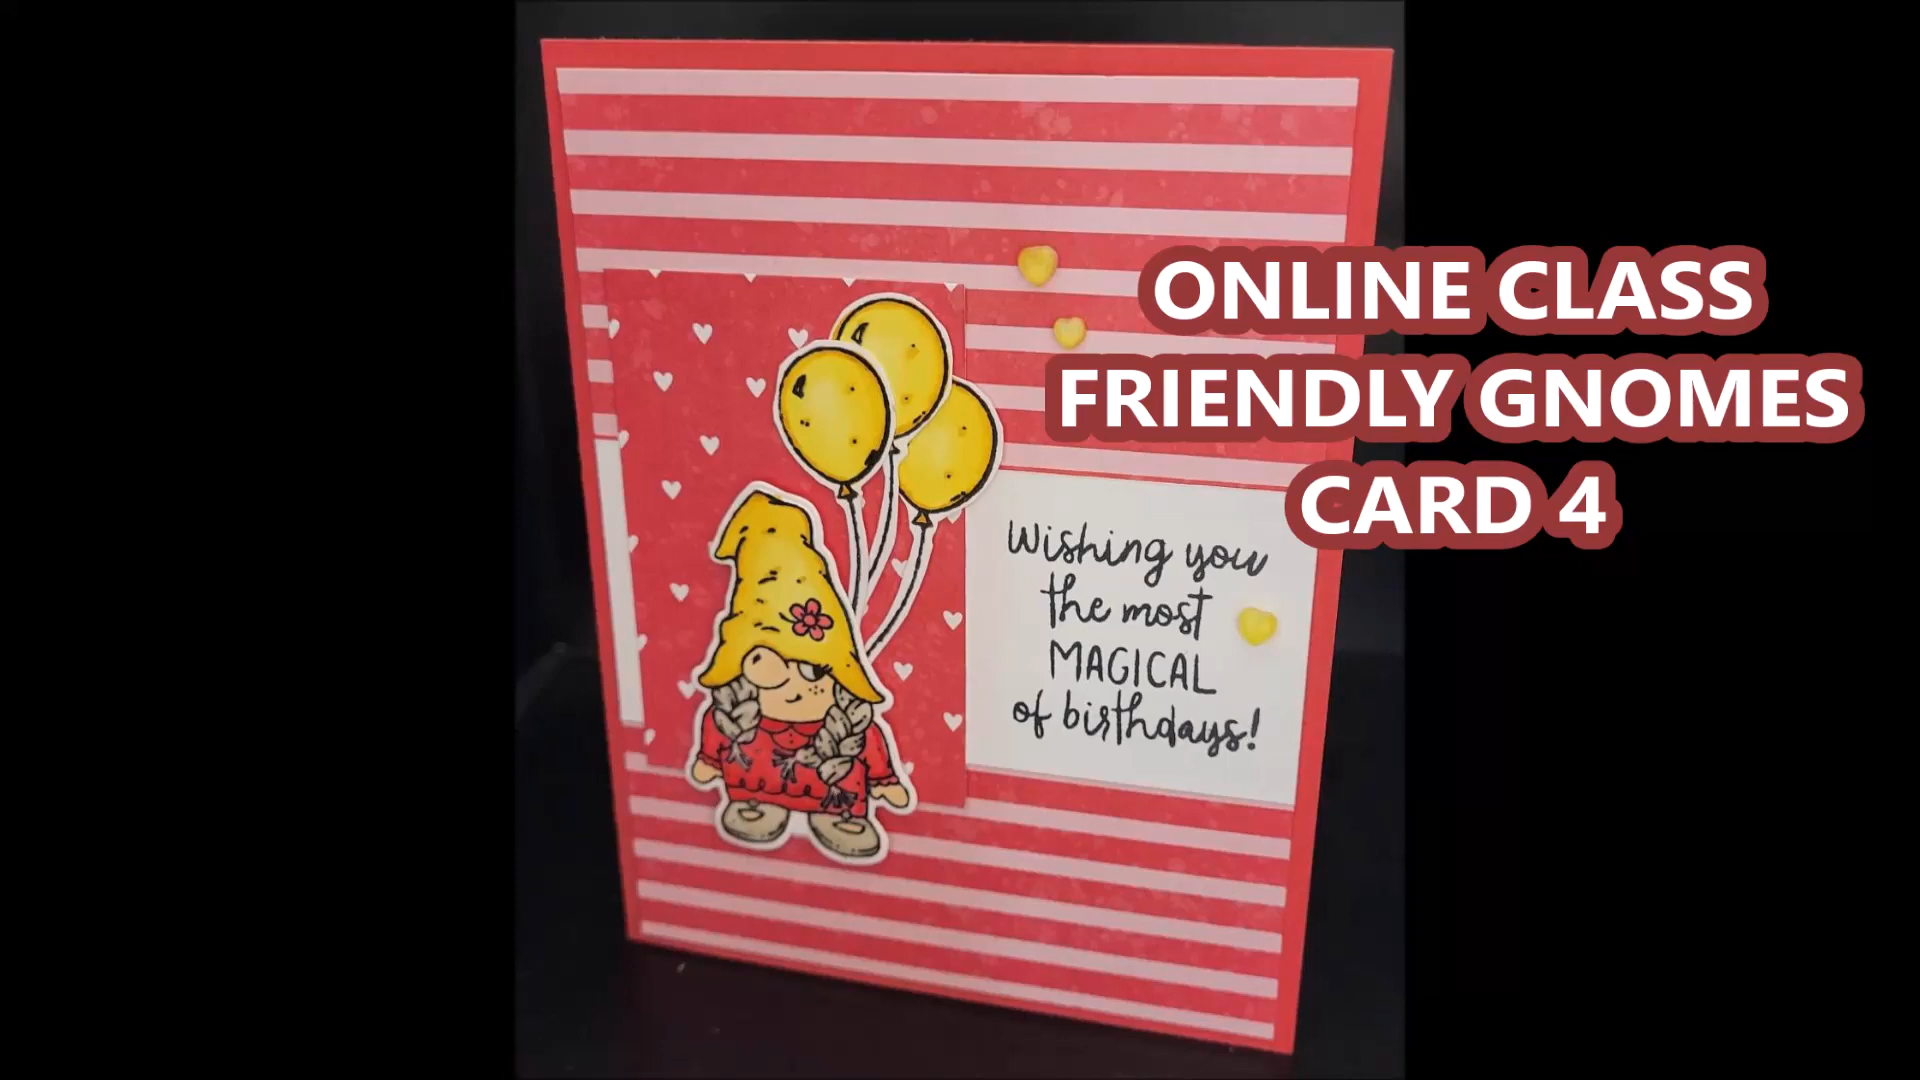 ONLINE CLASS
FRIENDLY GNOMES
CARD 4
Wishing you
the most
MAGICAL
of birthdays!